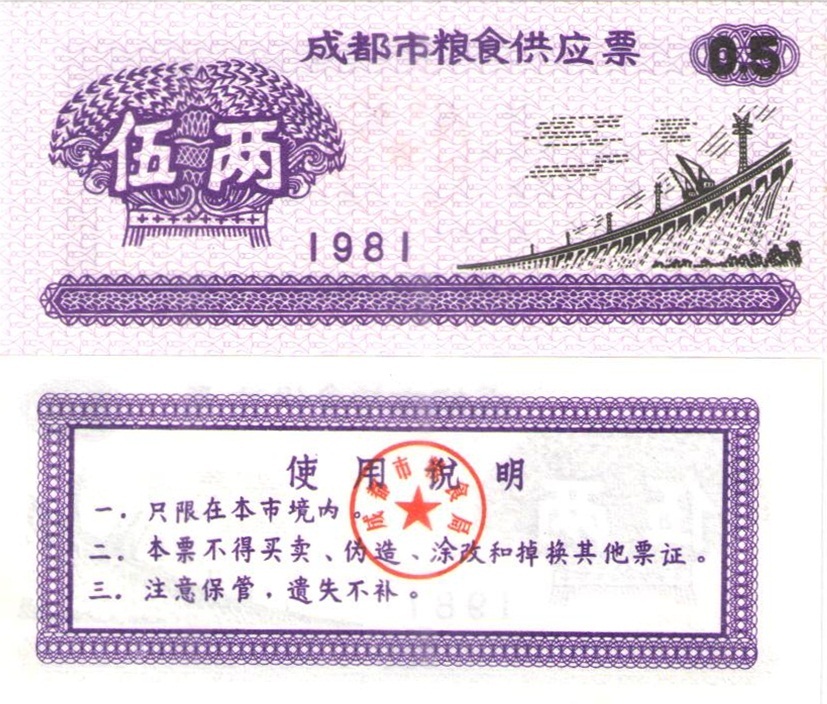 成都市粮食供应票
0.5
伍两
1981
使用说明
一．只限在本市境内。
二．本票不得买卖、伪造、涂改和掉换其他票证。
三．注意保管，遗失不补。
成都市粮食局